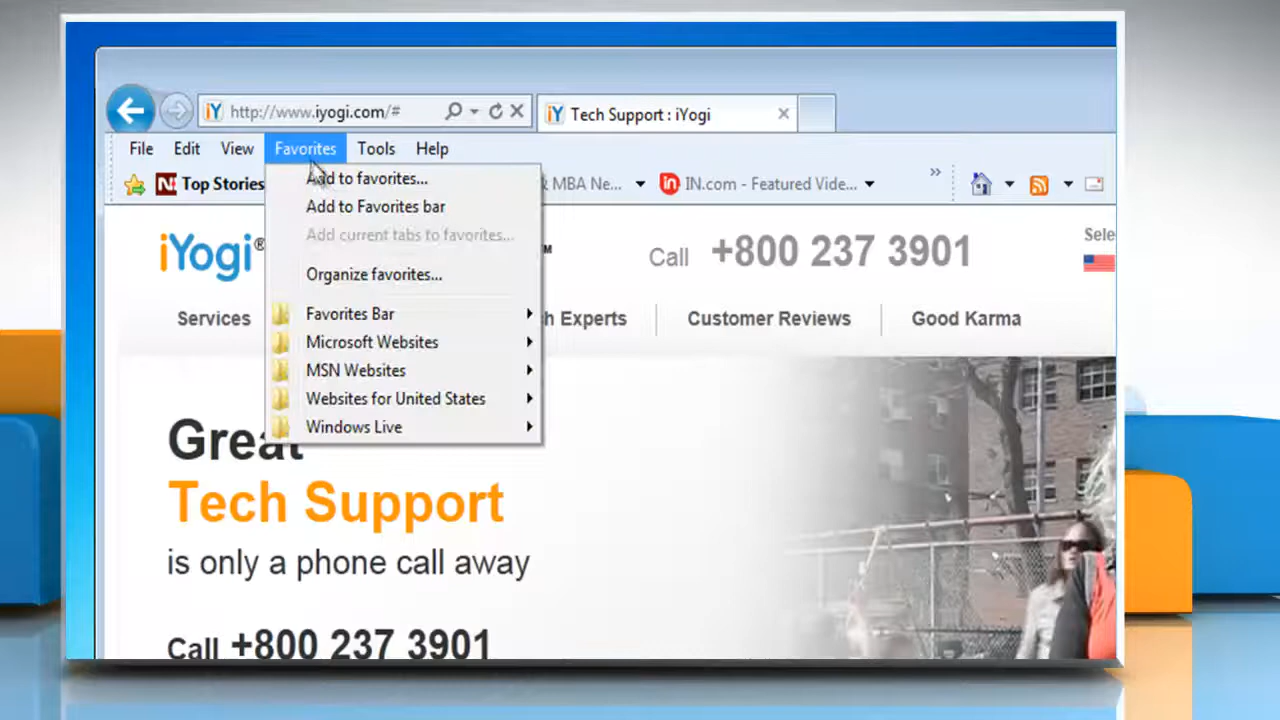 http://www.iyogi.com/#
Tech Support : iYogi
File Edit View Favorites Tools Help
Top Stories & MBA Ne... IN.com - Featured Vide...
Add to favorites...
Add to Favorites bar
Add current tabs to favorites...
Organize favorites...
Favorites Bar
Microsoft Websites
MSN Websites
Websites for United States
Windows Live
iYogi® TM
Call +800 237 3901
Sele
Services h Experts Customer Reviews Good Karma
Great
Tech Support
is only a phone call away
Call +800 237 3901